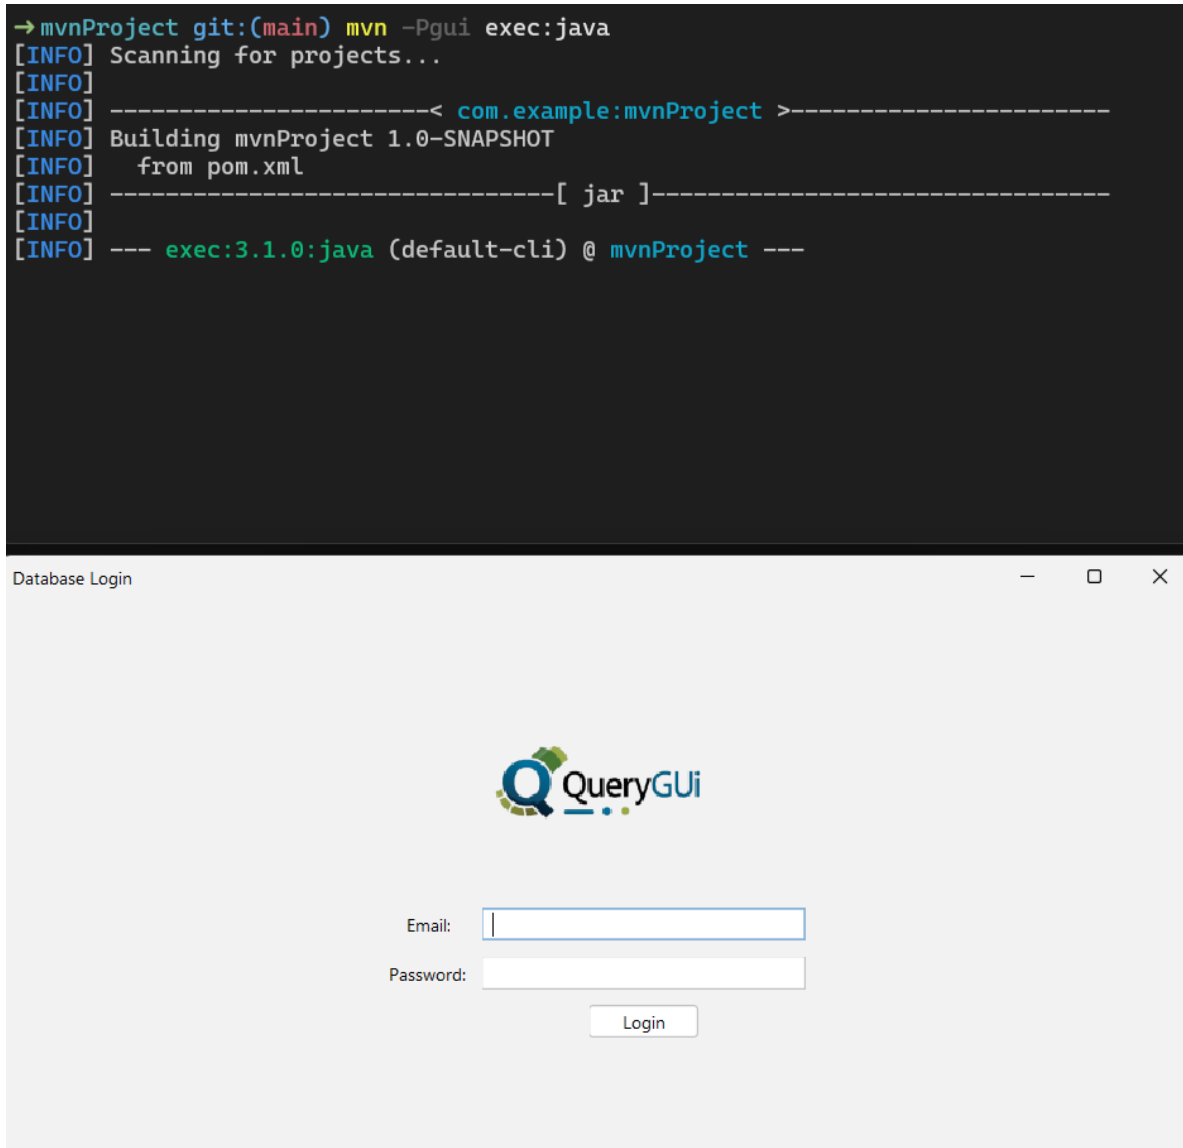 → mvnProject git:(main) mvn -Pgui exec:java
[INFO] Scanning for projects...
[INFO]
[INFO] -----------------------< com.example:mvnProject >-----------------------
[INFO] Building mvnProject 1.0-SNAPSHOT
[INFO]   from pom.xml
[INFO] --------------------------------[ jar ]---------------------------------
[INFO]
[INFO] --- exec:3.1.0:java (default-cli) @ mvnProject ---
Database Login
QueryGUi
Email:
Password:
Login